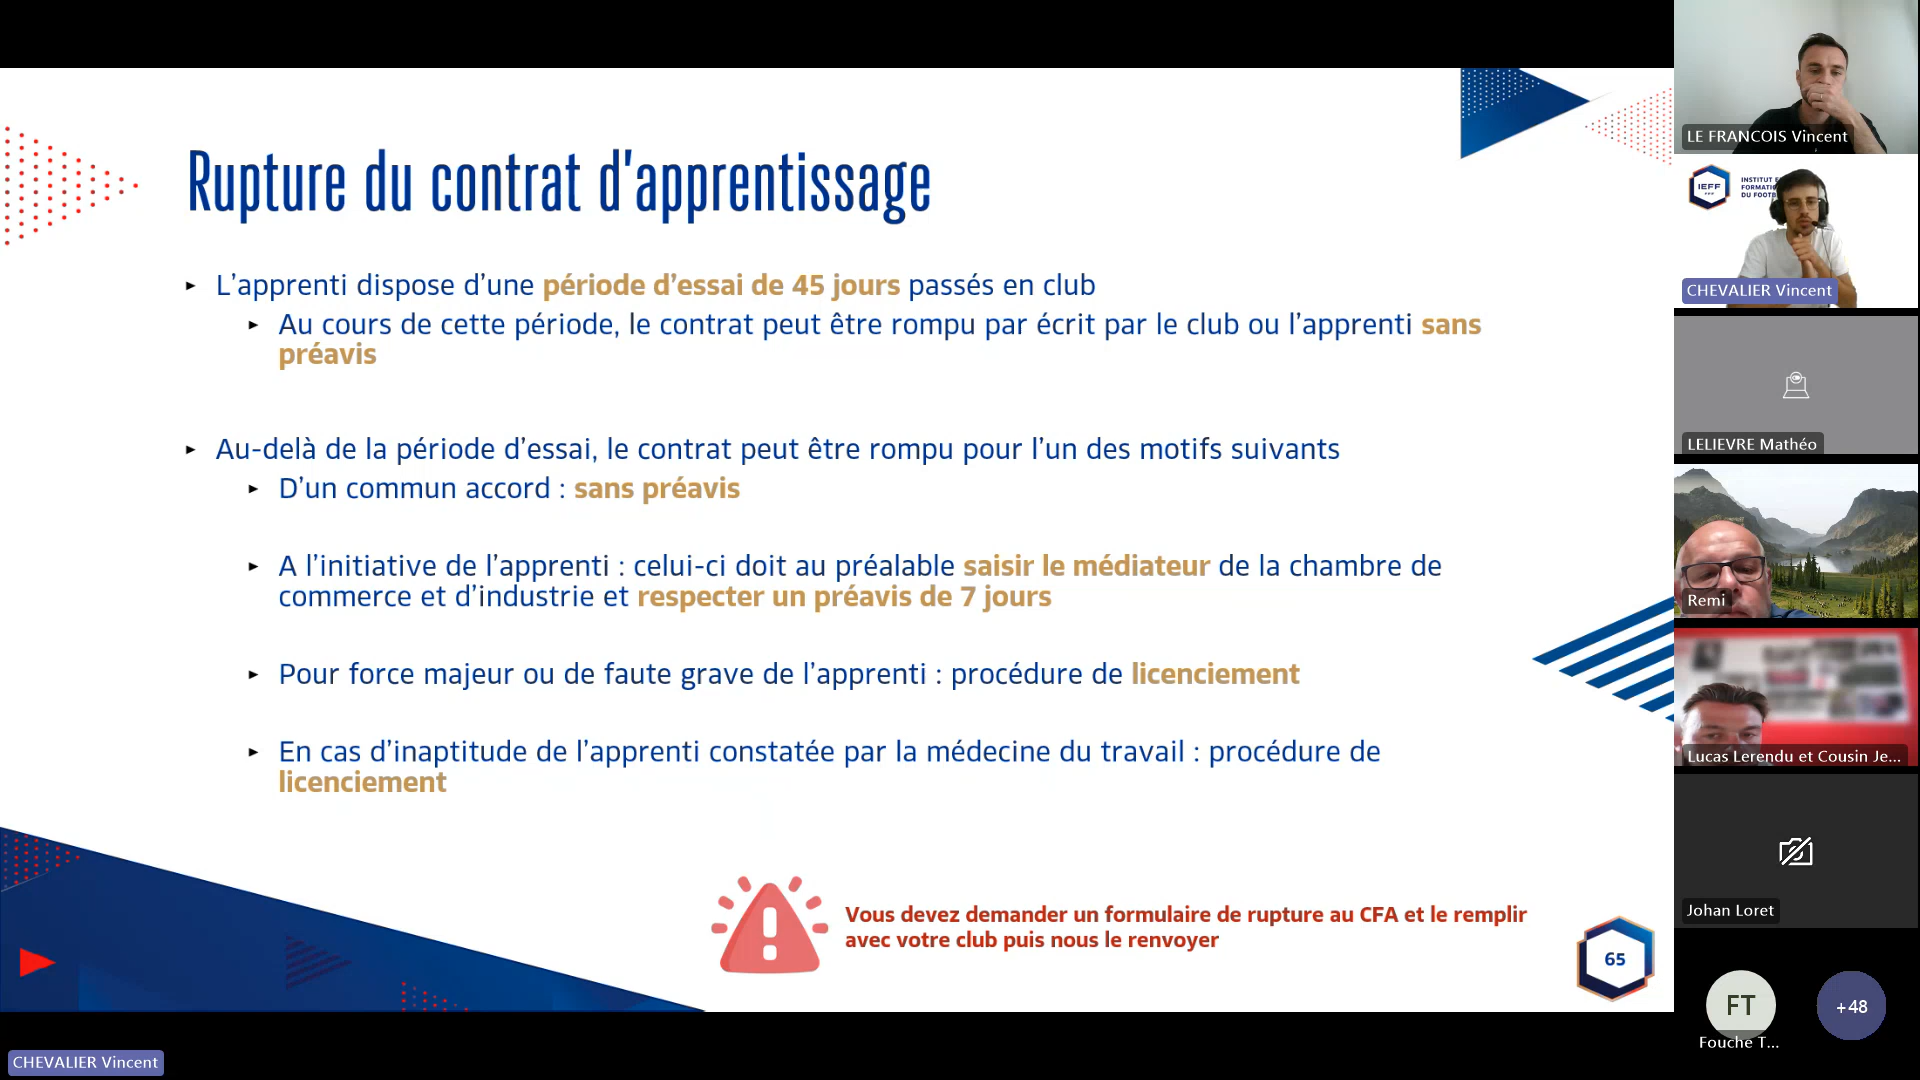 Rupture du contrat d'apprentissage
L'apprenti dispose d'une période d'essai de 45 jours passés en club
Au cours de cette période, le contrat peut être rompu par écrit par le club ou l'apprenti sans
préavis
Au-delà de la période d'essai, le contrat peut être rompu pour l'un des motifs suivants
D'un commun accord : sans préavis
A l'initiative de l'apprenti : celui-ci doit au préalable saisir le médiateur de la chambre de
commerce et d'industrie et respecter un préavis de 7 jours
Pour force majeur ou de faute grave de l'apprenti : procédure de licenciement
En cas d'inaptitude de l'apprenti constatée par la médecine du travail : procédure de
licenciement
Vous devez demander un formulaire de rupture au CFA et le remplir
avec votre club puis nous le renvoyer
65
CHEVALIER Vincent
LE FRANCOIS Vincent
IEFF
INSTITUT
FORMATI
DU FOOT
CHEVALIER Vincent
LELIEVRE Mathéo
Remi
Lucas Lerendu et Cousin Je...
Johan Loret
FT
Fouche T...
+48